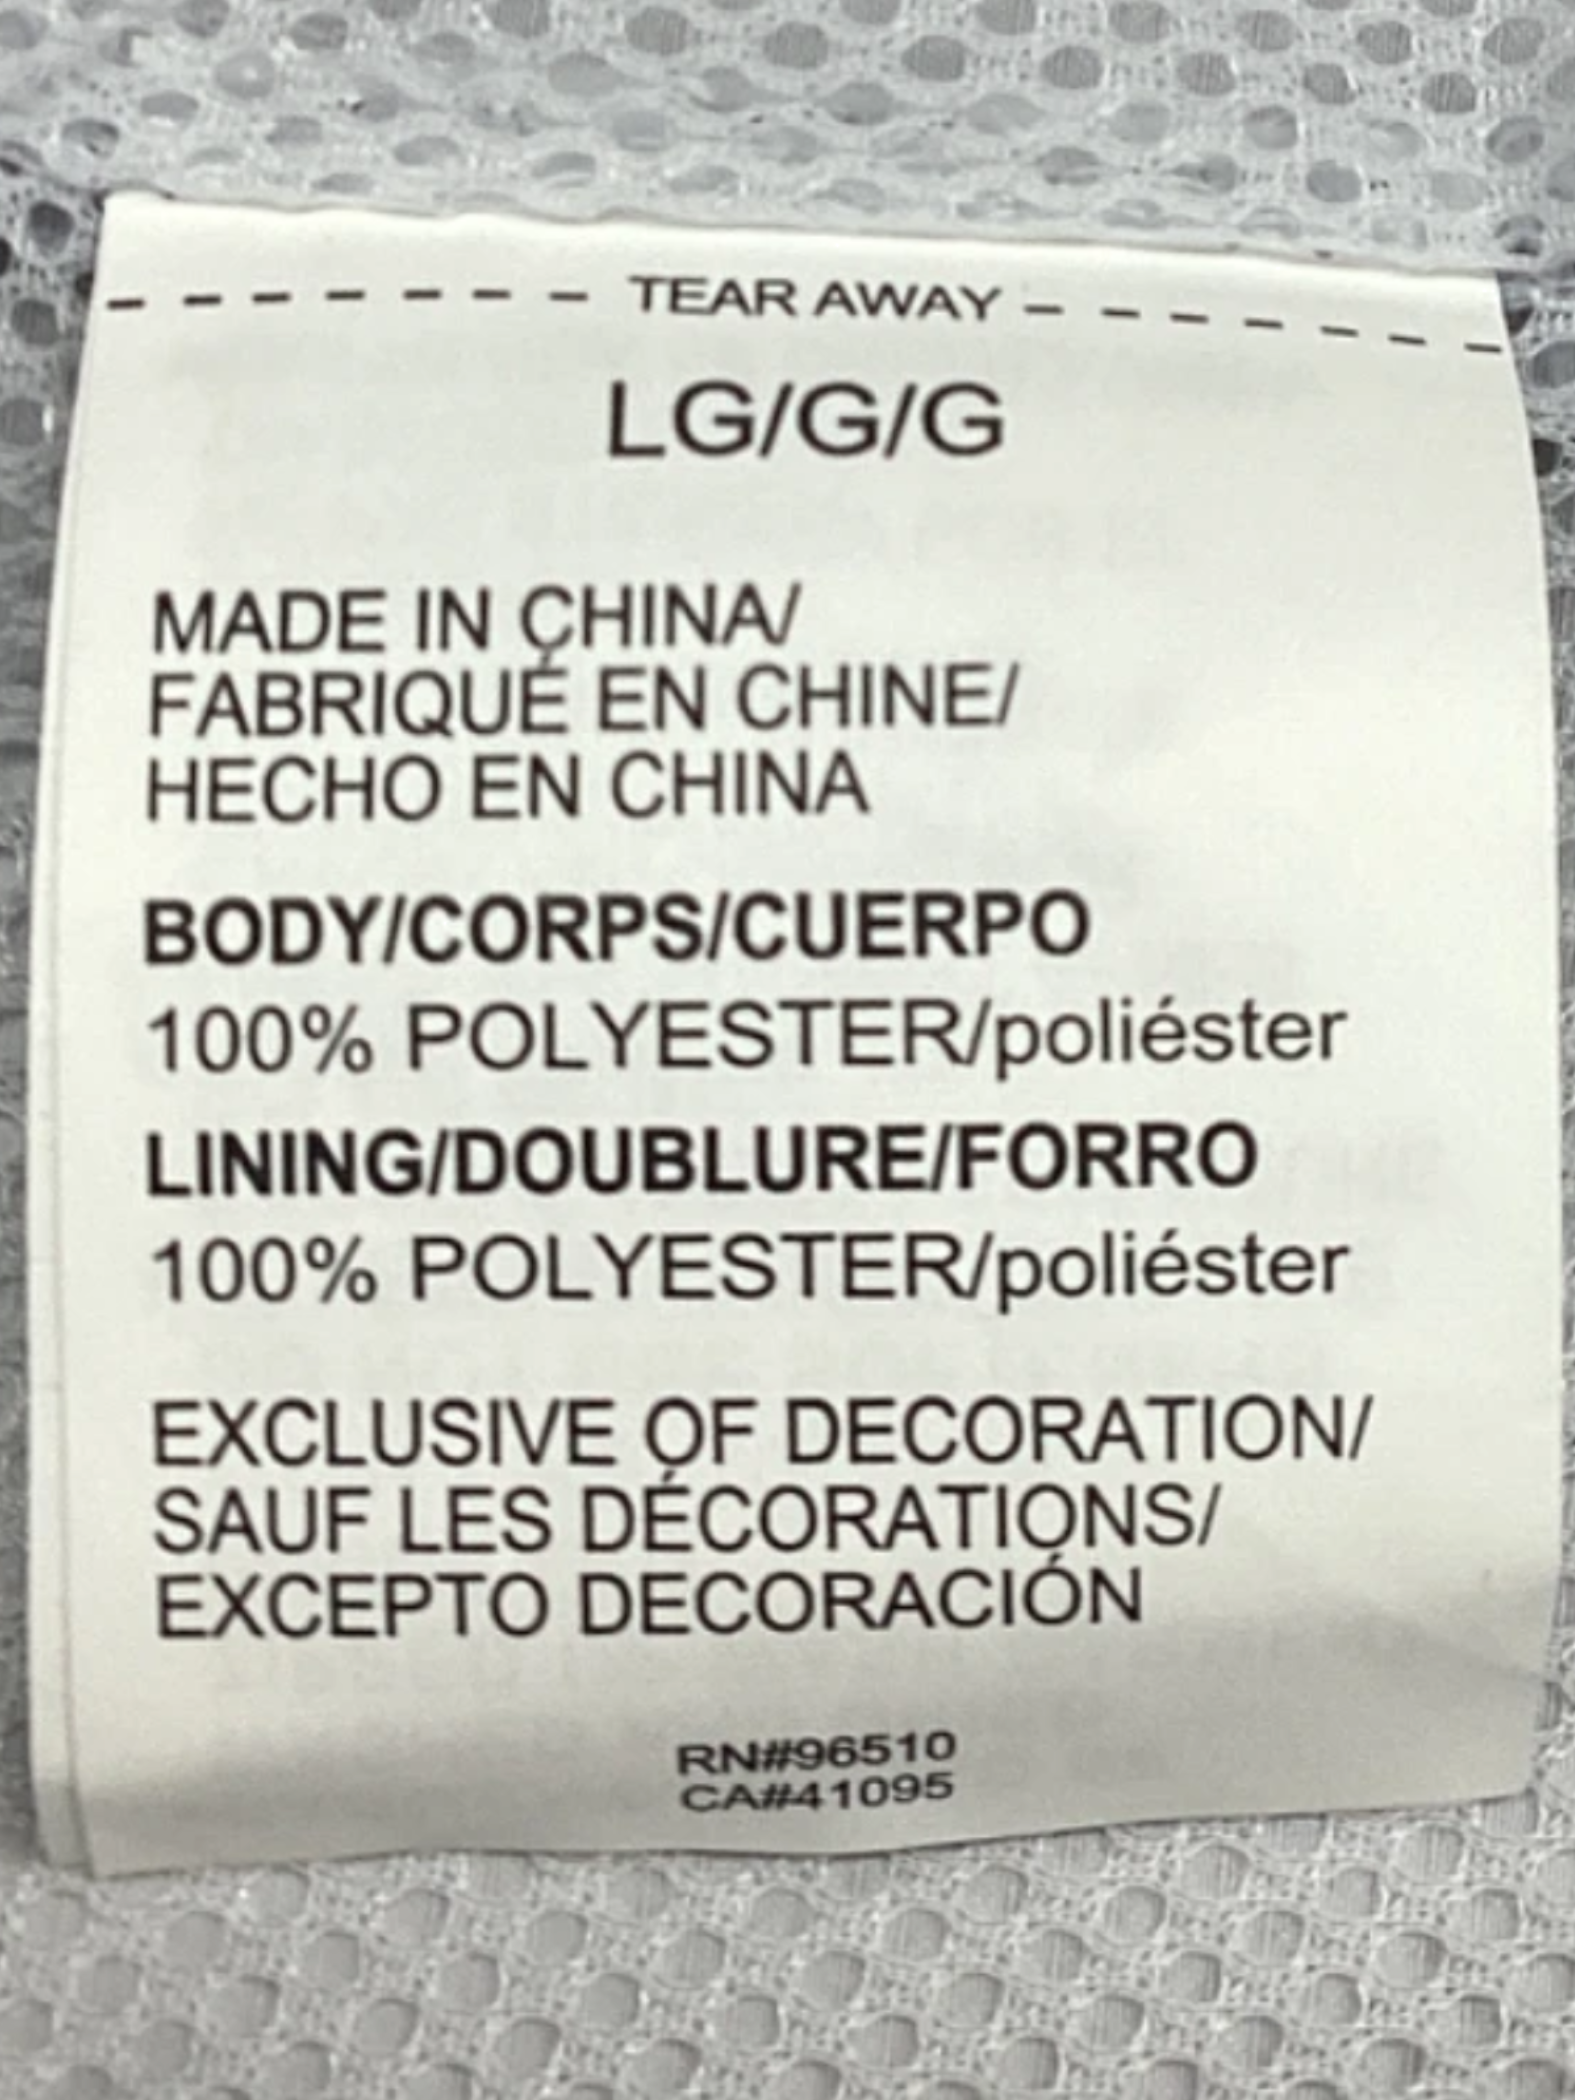 TEAR AWAY
LG/G/G
MADE IN CHINA/
FABRIQUÉ EN CHINE/
HECHO EN CHINA
BODY/CORPS/CUERPO
100% POLYESTER/poliéster
LINING/DOUBLURE/FORRO
100% POLYESTER/poliéster
EXCLUSIVE OF DECORATION/
SAUF LES DÉCORATIONS/
EXCEPTO DECORACIÓN
RN#96510
CA#41095